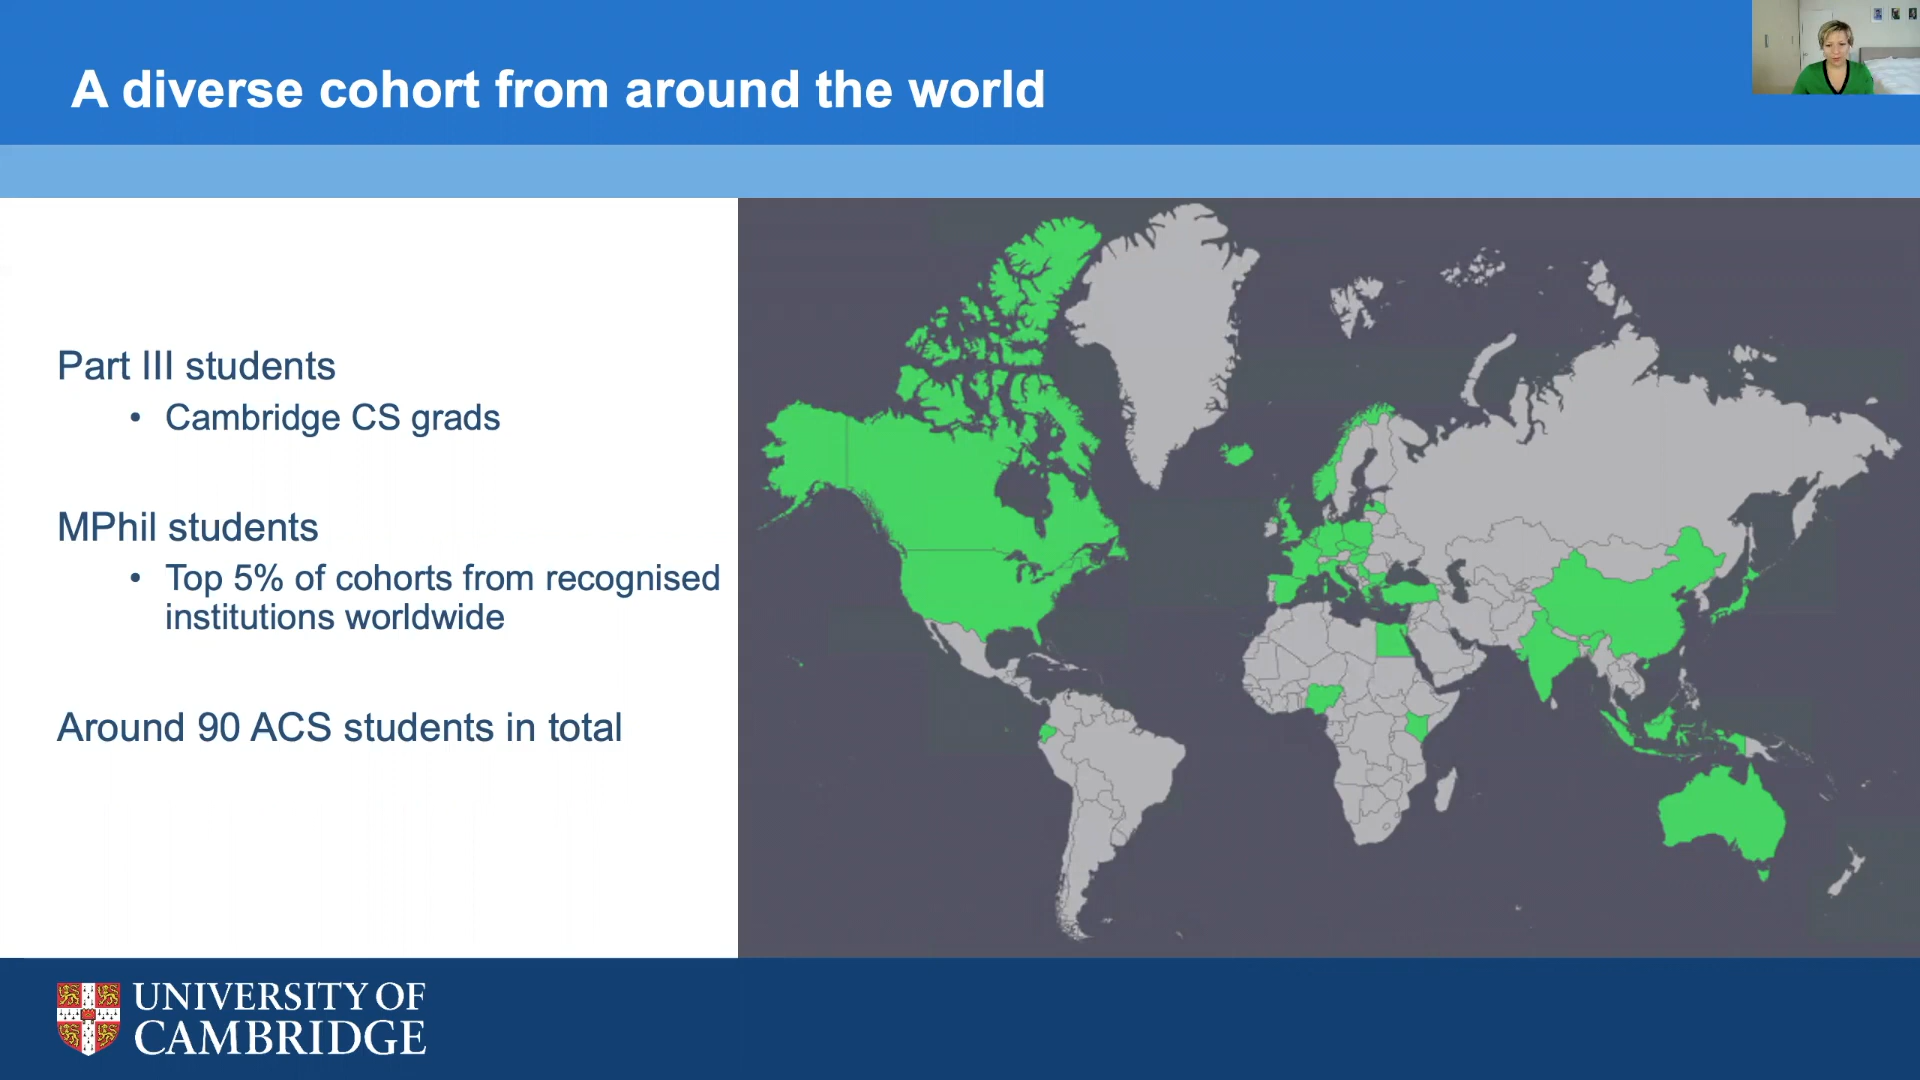 A diverse cohort from around the world
Part III students
• Cambridge CS grads
MPhil students
• Top 5% of cohorts from recognised
institutions worldwide
Around 90 ACS students in total
UNIVERSITY OF
CAMBRIDGE